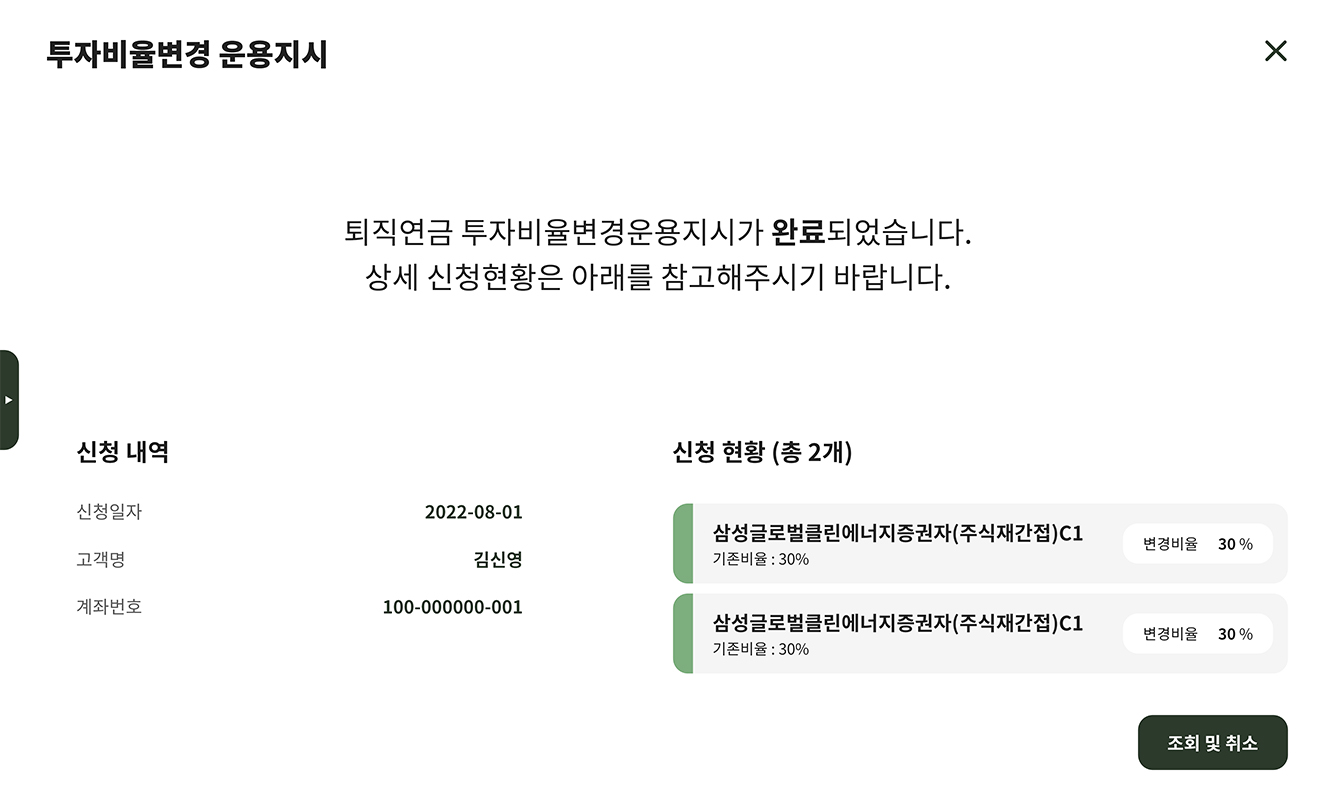 투자비율변경 운용지시
퇴직연금 투자비율변경운용지시가 완료되었습니다.
상세 신청현황은 아래를 참고해주시기 바랍니다.
신청 내역
신청일자 2022-08-01
고객명 김신영
계좌번호 100-000000-001
신청 현황 (총 2개)
삼성글로벌클린에너지증권자(주식재간접)C1
기존비율 : 30%
변경비율 30 %
삼성글로벌클린에너지증권자(주식재간접)C1
기존비율 : 30%
변경비율 30 %
조회 및 취소